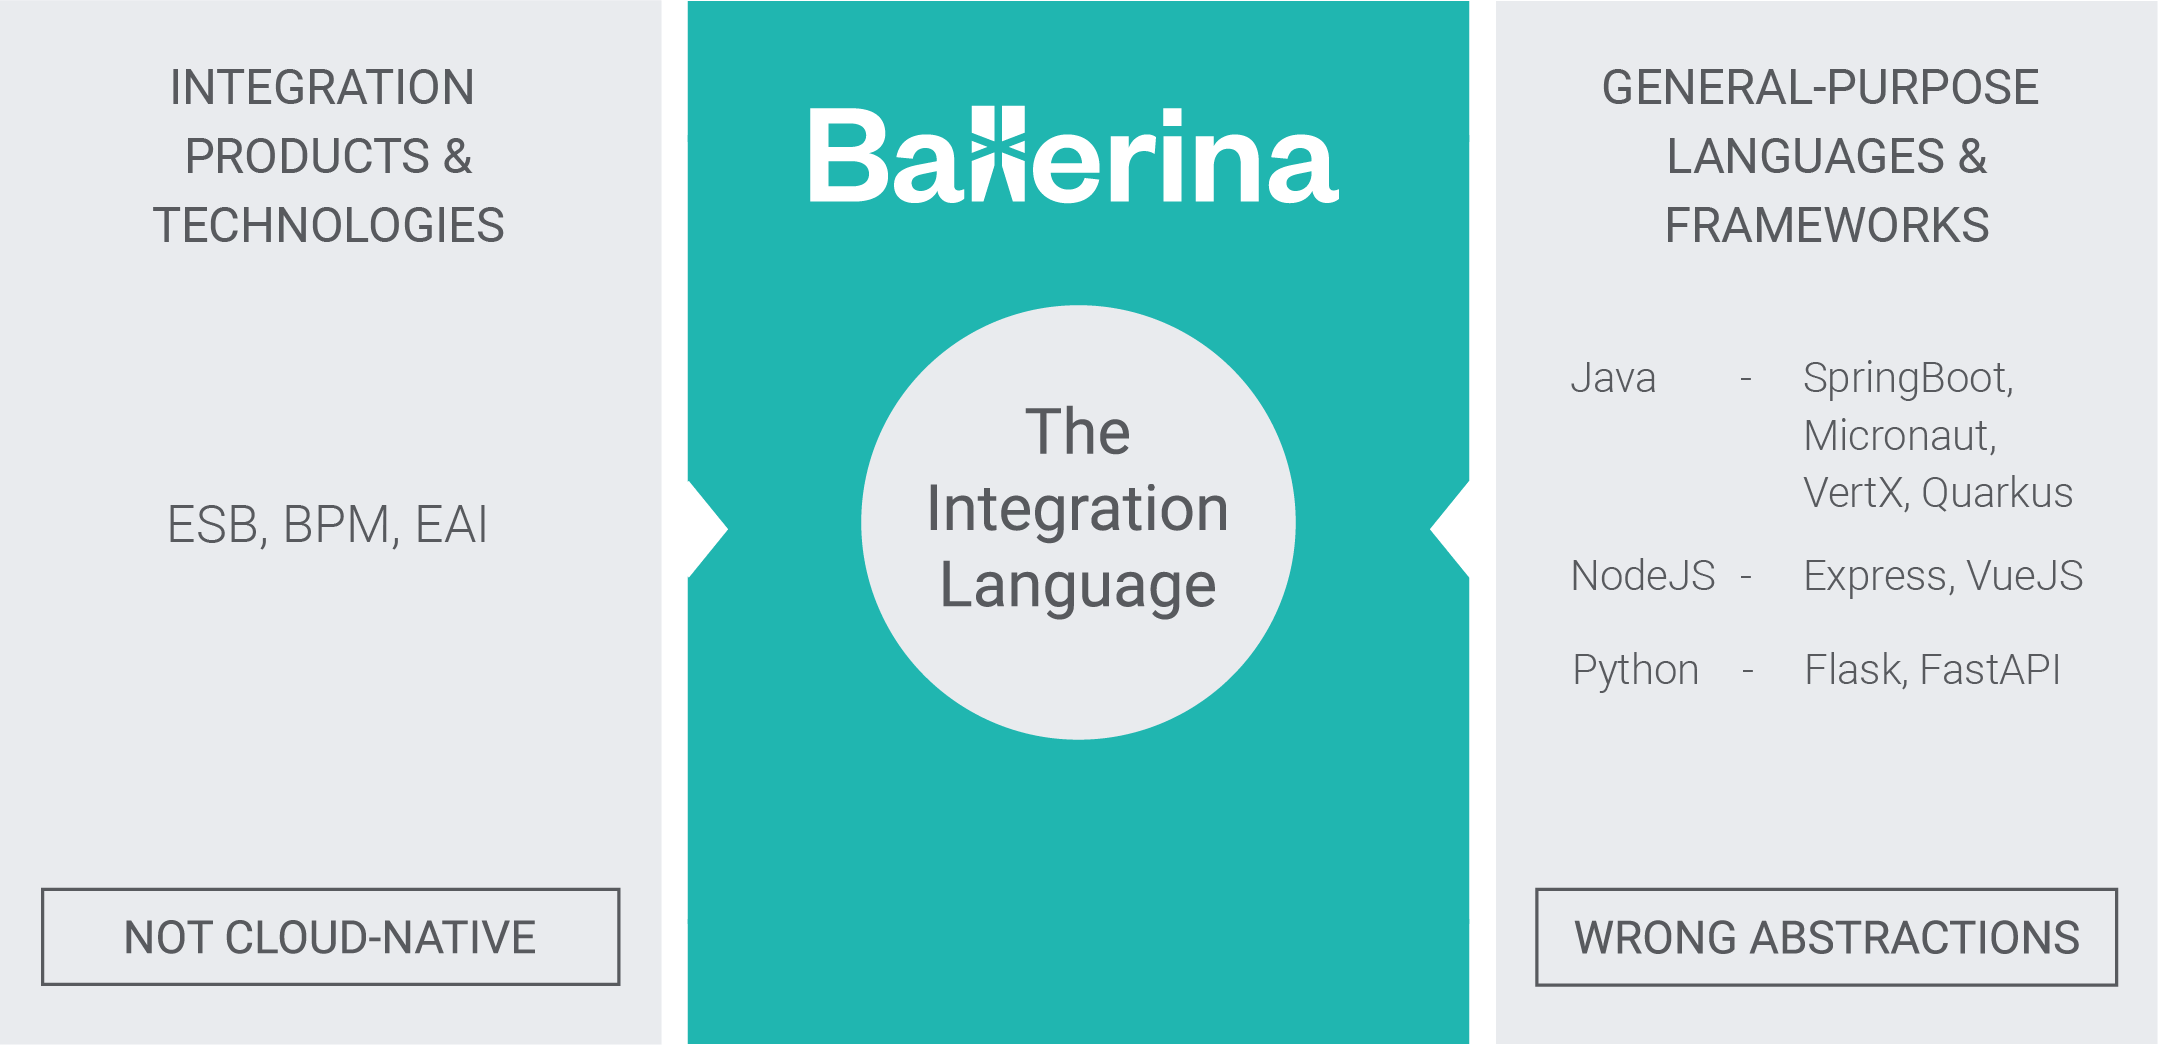 INTEGRATION
PRODUCTS &
TECHNOLOGIES
ESB, BPM, EAI
NOT CLOUD-NATIVE
Ballerina
The
Integration
Language
GENERAL-PURPOSE
LANGUAGES &
FRAMEWORKS
Java - SpringBoot,
Micronaut,
VertX, Quarkus
NodeJS - Express, VueJS
Python - Flask, FastAPI
WRONG ABSTRACTIONS